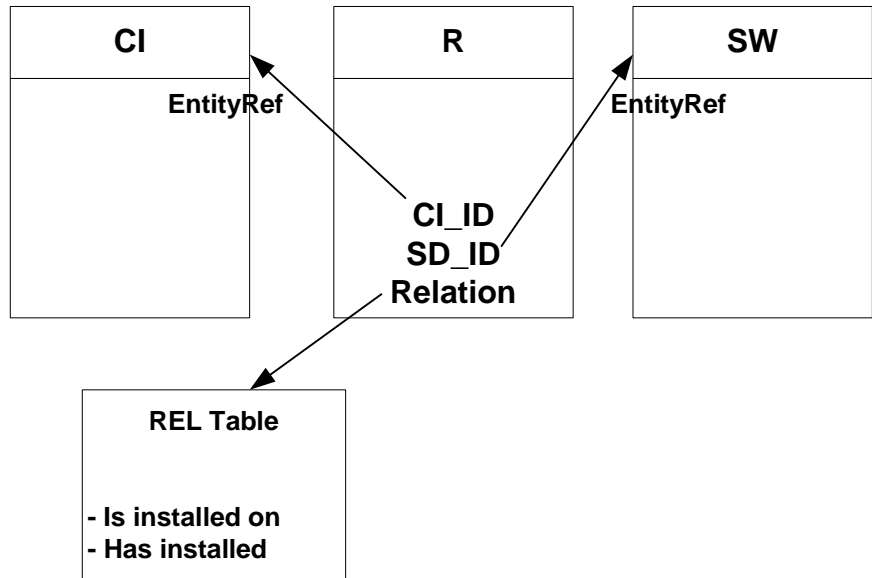 CI
R
SW
EntityRef
EntityRef
CI_ID
SD_ID
Relation
REL Table
- Is installed on
- Has installed